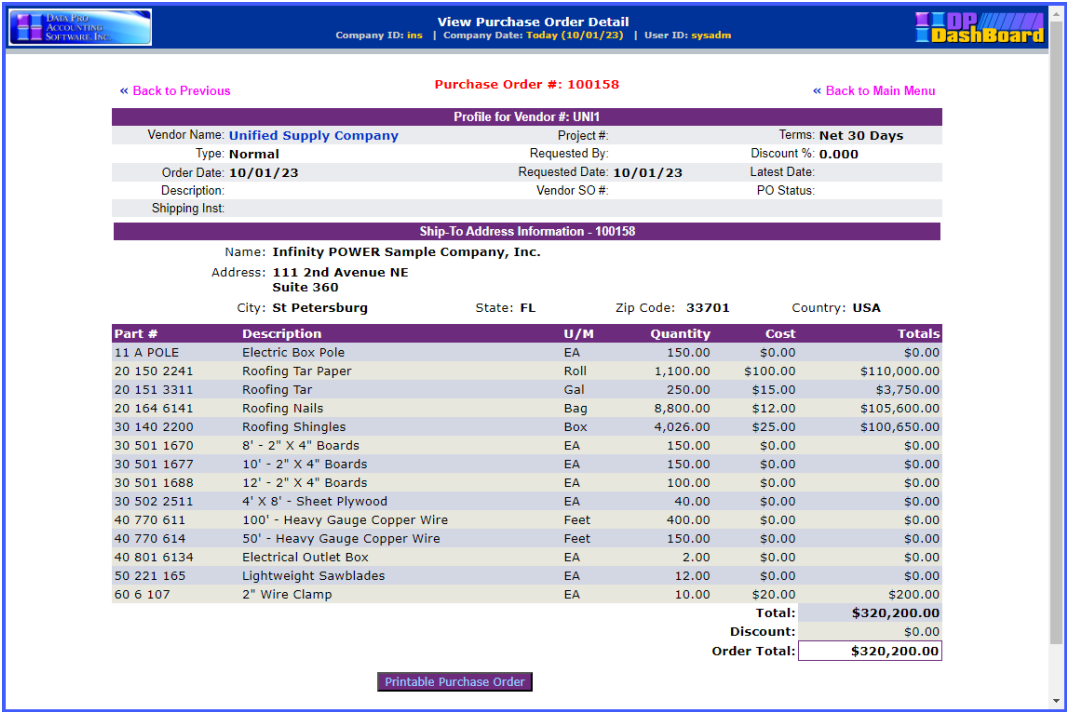 DATA PRO
ACCOUNTING
SOFTWARE, INC.
View Purchase Order Detail
Company ID: ins | Company Date: Today (10/01/23) | User ID: sysadm
DP
DashBoard
« Back to Previous
Purchase Order #: 100158
« Back to Main Menu
Profile for Vendor #: UNI1
Vendor Name: Unified Supply Company Project #: Terms: Net 30 Days
Type: Normal Requested By: Discount %: 0.000
Order Date: 10/01/23 Requested Date: 10/01/23 Latest Date:
Description: Vendor SO #: PO Status:
Shipping Inst:
Ship-To Address Information - 100158
Name: Infinity POWER Sample Company, Inc.
Address: 111 2nd Avenue NE
Suite 360
City: St Petersburg State: FL Zip Code: 33701 Country: USA
Part # Description U/M Quantity Cost Totals
11 A POLE Electric Box Pole EA 150.00 $0.00 $0.00
20 150 2241 Roofing Tar Paper Roll 1,100.00 $100.00 $110,000.00
20 151 3311 Roofing Tar Gal 250.00 $15.00 $3,750.00
20 164 6141 Roofing Nails Bag 8,800.00 $12.00 $105,600.00
30 140 2200 Roofing Shingles Box 4,026.00 $25.00 $100,650.00
30 501 1670 8' - 2" X 4" Boards EA 150.00 $0.00 $0.00
30 501 1677 10' - 2" X 4" Boards EA 150.00 $0.00 $0.00
30 501 1688 12' - 2" X 4" Boards EA 100.00 $0.00 $0.00
30 502 2511 4' X 8' - Sheet Plywood EA 40.00 $0.00 $0.00
40 770 611 100' - Heavy Gauge Copper Wire Feet 400.00 $0.00 $0.00
40 770 614 50' - Heavy Gauge Copper Wire Feet 150.00 $0.00 $0.00
40 801 6134 Electrical Outlet Box EA 2.00 $0.00 $0.00
50 221 165 Lightweight Sawblades EA 12.00 $0.00 $0.00
60 6 107 2" Wire Clamp EA 10.00 $20.00 $200.00
Total: $320,200.00
Discount: $0.00
Order Total: $320,200.00
Printable Purchase Order